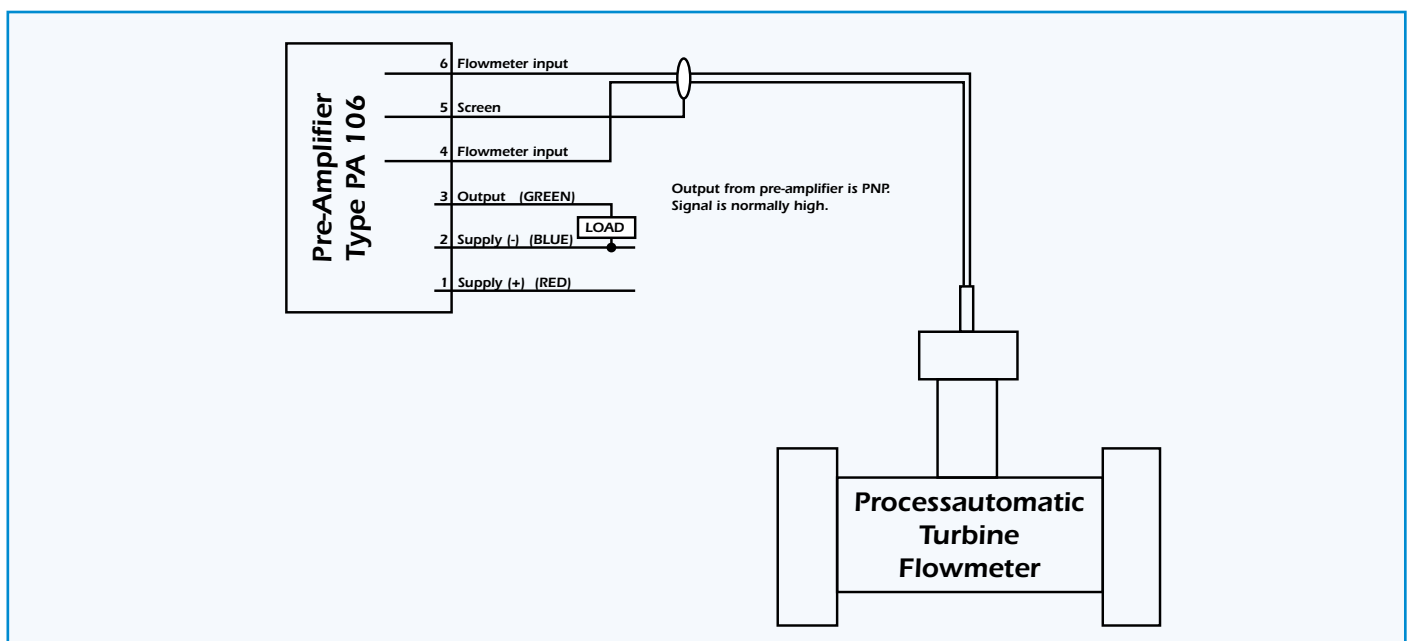 Pre-Amplifier
Type PA 106
6 Flowmeter input
5 Screen
4 Flowmeter input
3 Output (GREEN)
LOAD
2 Supply (-) (BLUE)
1 Supply (+) (RED)
Output from pre-amplifier is PNP.
Signal is normally high.
Processautomatic
Turbine
Flowmeter